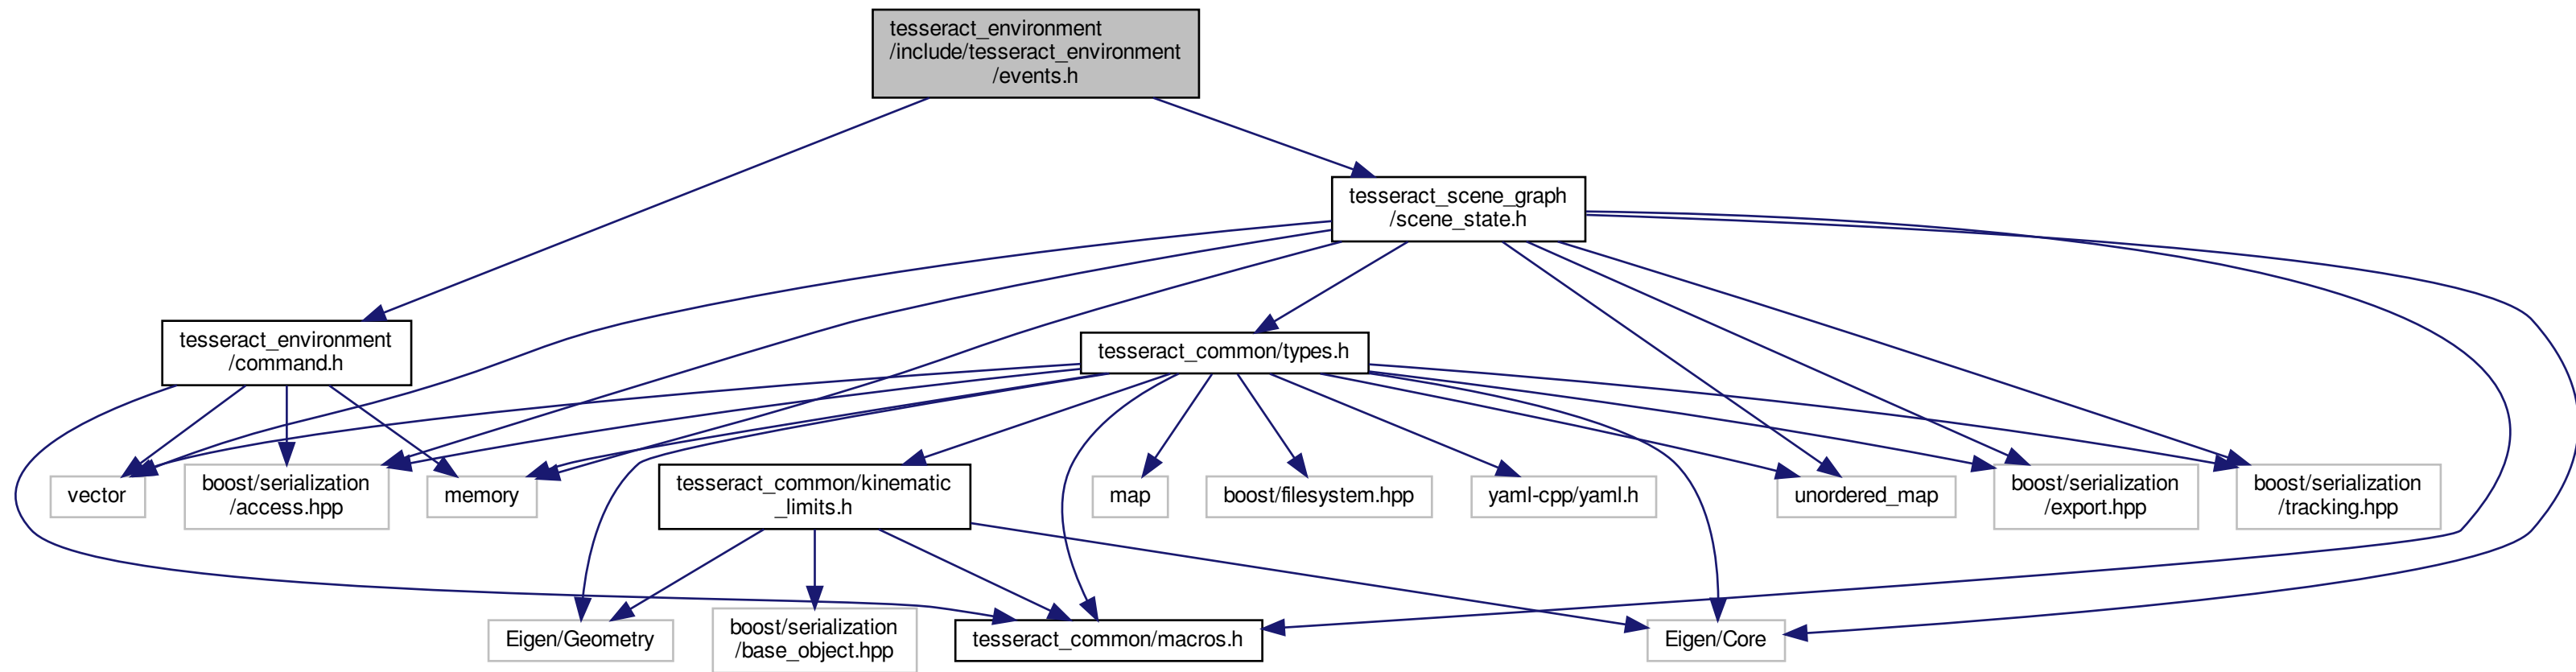 tesseract_environment
/include/tesseract_environment
/events.h
tesseract_scene_graph
/scene_state.h
tesseract_environment
/command.h
tesseract_common/types.h
vector
boost/serialization
/access.hpp
memory
tesseract_common/kinematic
_limits.h
map
boost/filesystem.hpp
yaml-cpp/yaml.h
unordered_map
boost/serialization
/export.hpp
boost/serialization
/tracking.hpp
Eigen/Geometry
boost/serialization
/base_object.hpp
tesseract_common/macros.h
Eigen/Core